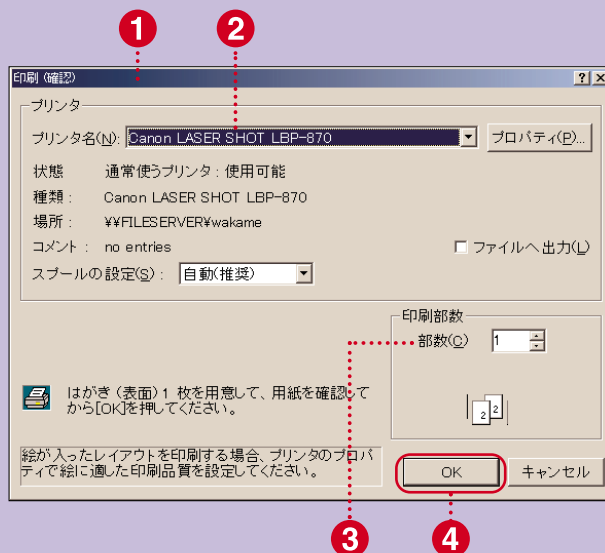 1 2
印刷 (確認)
プリンタ
プリンタ名(N): Canon LASER SHOT LBP-870 プロパティ(P)...
状態 通常使うプリンタ : 使用可能
種類 : Canon LASER SHOT LBP-870
場所 : ¥¥FILESERVER¥wakame
コメント : no entries ファイルへ出力(L)
スプールの設定(S) : 自動(推奨)
印刷部数
部数(C) 1
はがき (表面) 1 枚を用意して、用紙を確認して
から[OK]を押してください。
2 2
絵が入ったレイアウトを印刷する場合、プリンタのプロパ
ティで絵に適した印刷品質を設定してください。
OK キャンセル
3 4